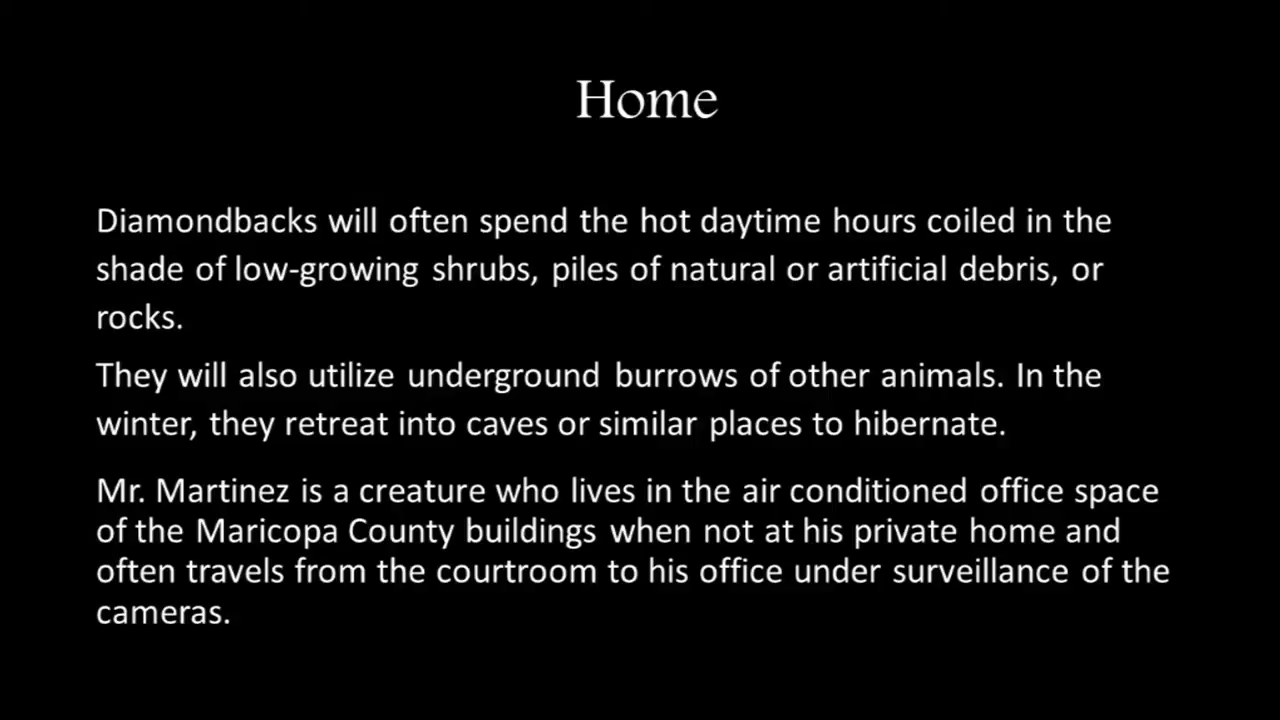 Home
Diamondbacks will often spend the hot daytime hours coiled in the
shade of low-growing shrubs, piles of natural or artificial debris, or
rocks.
They will also utilize underground burrows of other animals. In the
winter, they retreat into caves or similar places to hibernate.
Mr. Martinez is a creature who lives in the air conditioned office space
of the Maricopa County buildings when not at his private home and
often travels from the courtroom to his office under surveillance of the
cameras.